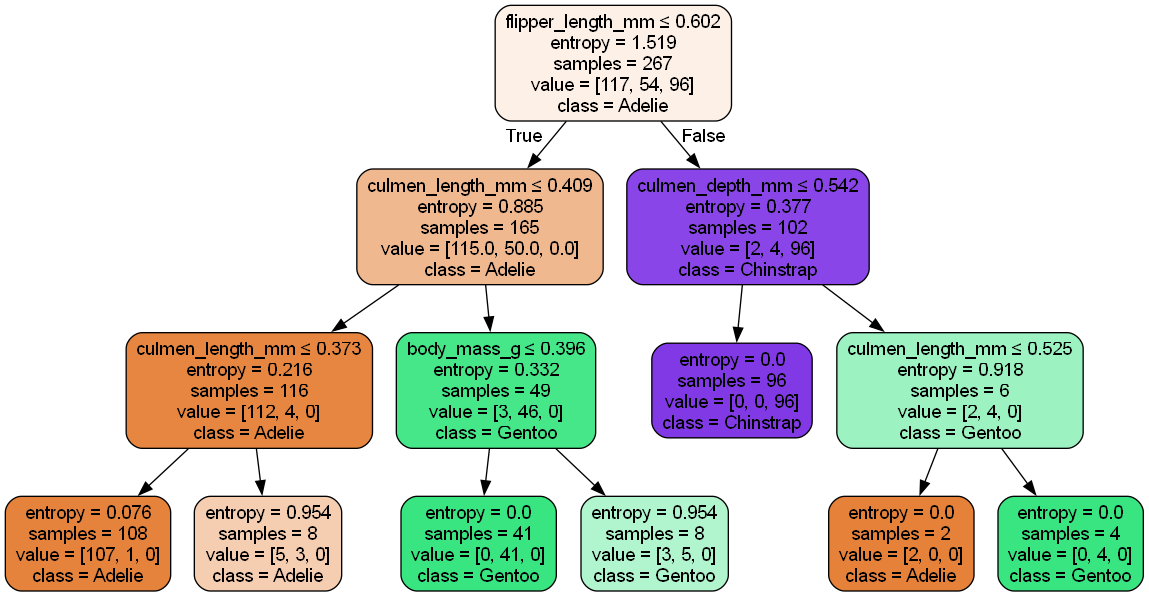 flipper_length_mm ≤ 0.602
entropy = 1.519
samples = 267
value = [117, 54, 96]
class = Adelie
True
False
culmen_length_mm ≤ 0.409
entropy = 0.885
samples = 165
value = [115.0, 50.0, 0.0]
class = Adelie
culmen_depth_mm ≤ 0.542
entropy = 0.377
samples = 102
value = [2, 4, 96]
class = Chinstrap
culmen_length_mm ≤ 0.373
entropy = 0.216
samples = 116
value = [112, 4, 0]
class = Adelie
body_mass_g ≤ 0.396
entropy = 0.332
samples = 49
value = [3, 46, 0]
class = Gentoo
entropy = 0.0
samples = 96
value = [0, 0, 96]
class = Chinstrap
culmen_length_mm ≤ 0.525
entropy = 0.918
samples = 6
value = [2, 4, 0]
class = Gentoo
entropy = 0.076
samples = 108
value = [107, 1, 0]
class = Adelie
entropy = 0.954
samples = 8
value = [5, 3, 0]
class = Adelie
entropy = 0.0
samples = 41
value = [0, 41, 0]
class = Gentoo
entropy = 0.954
samples = 8
value = [3, 5, 0]
class = Gentoo
entropy = 0.0
samples = 2
value = [2, 0, 0]
class = Adelie
entropy = 0.0
samples = 4
value = [0, 4, 0]
class = Gentoo